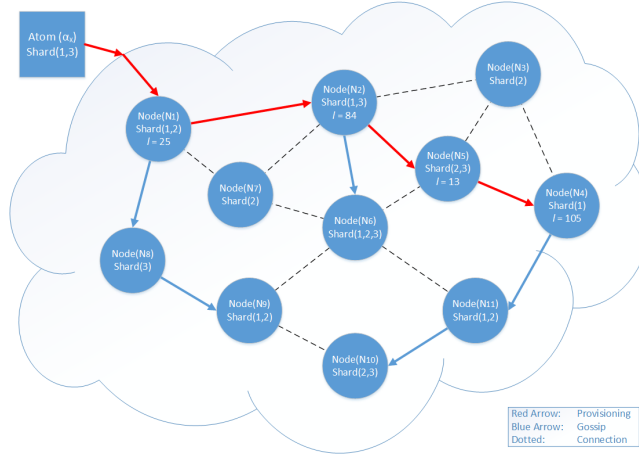 Atom (αₓ)
Shard(1,3)
Node(N2)
Shard(1,3)
l = 84
Node(N3)
Shard(2)
Node(N1)
Shard(1,2)
l = 25
Node(N5)
Shard(2,3)
l = 13
Node(N7)
Shard(2)
Node(N4)
Shard(1)
l = 105
Node(N6)
Shard(1,2,3)
Node(N8)
Shard(3)
Node(N9)
Shard(1,2)
Node(N11)
Shard(1,2)
Node(N10)
Shard(2,3)
Red Arrow: Provisioning
Blue Arrow: Gossip
Dotted: Connection